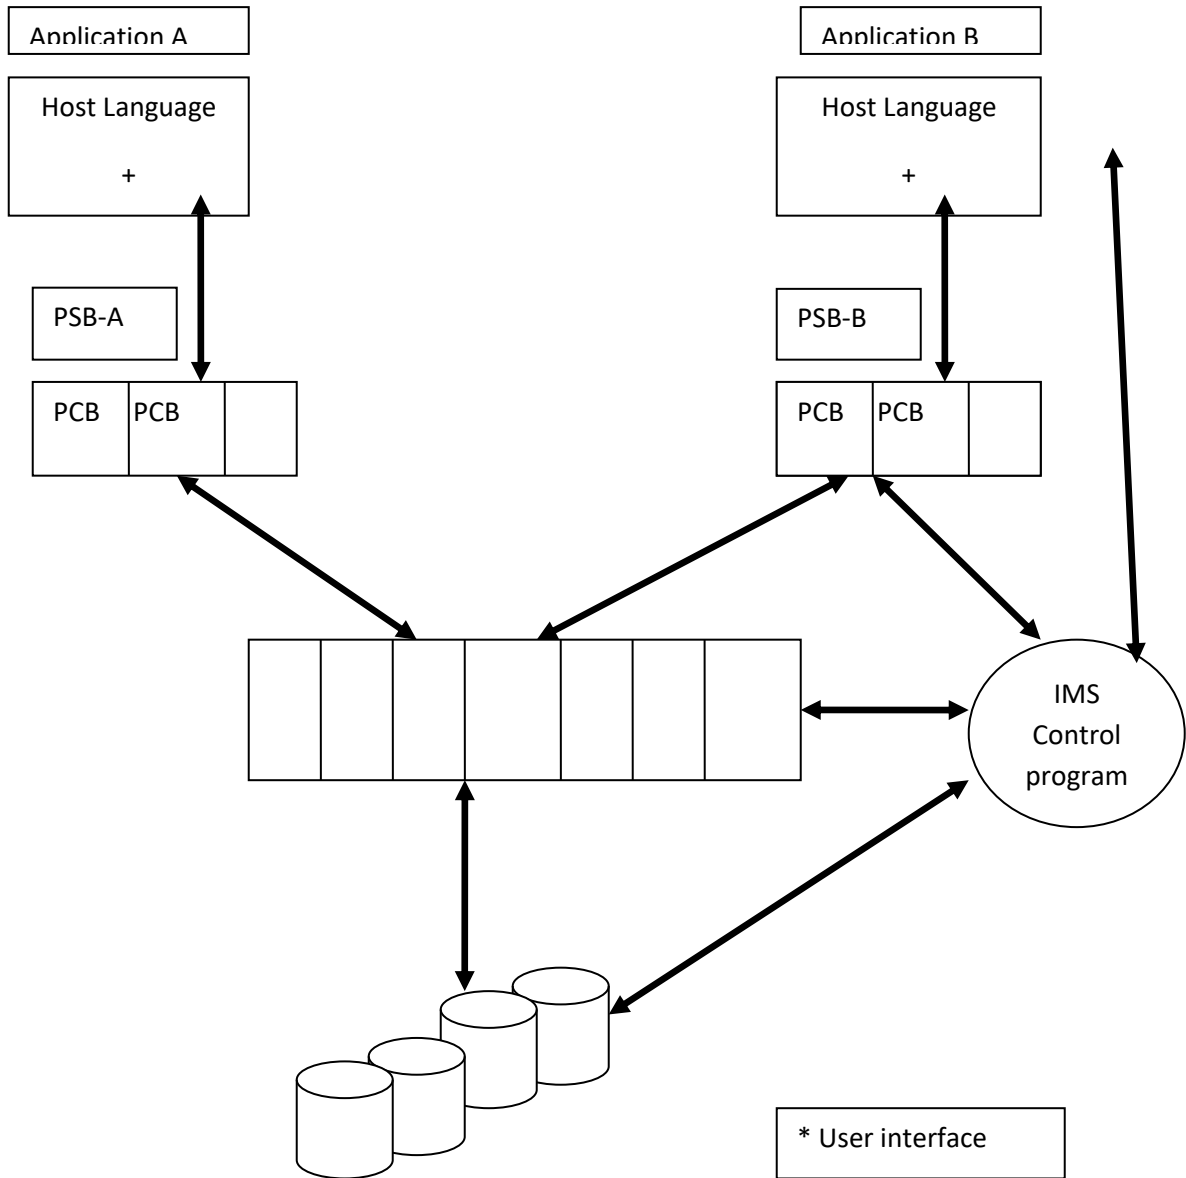 Application A
Application B
Host Language
+
Host Language
+
PSB-A
PSB-B
PCB PCB
PCB PCB
IMS
Control
program
* User interface